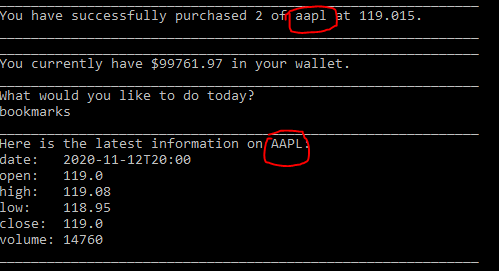 You have successfully purchased 2 of aapl at 119.015.
You currently have $99761.97 in your wallet.
What would you like to do today?
bookmarks
Here is the latest information on AAPL.
date: 2020-11-12T20:00
open: 119.0
high: 119.08
low: 118.95
close: 119.0
volume: 14760